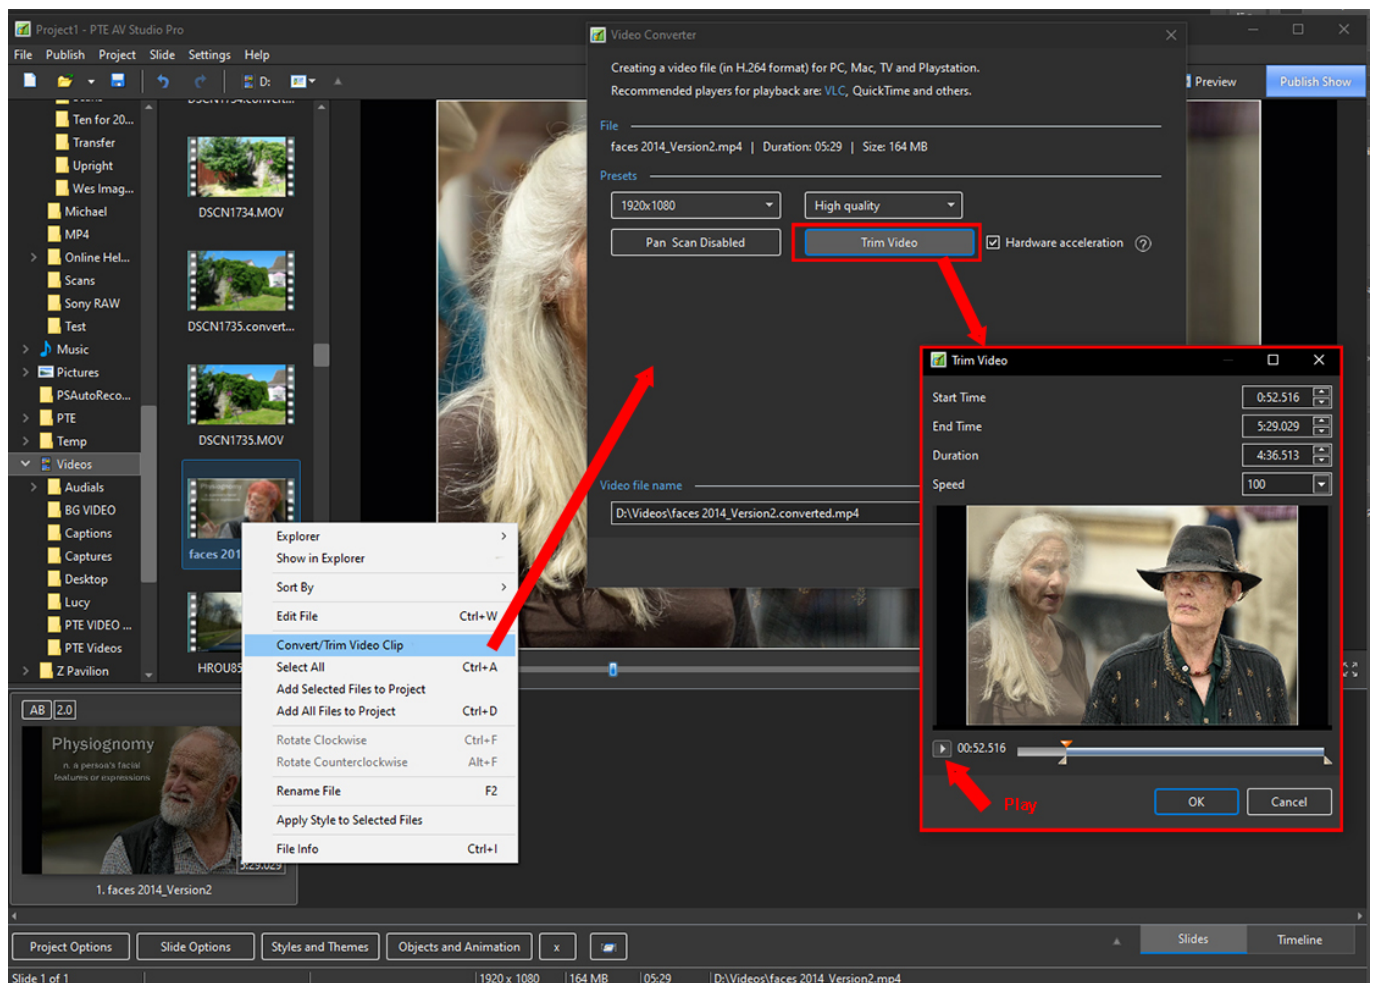 Project1 - PTE AV Studio Pro
File Publish Project Slide Settings Help
D:
Preview
Publish Show
Ten for 20...
Transfer
Upright
Wes Imag...
Michael
MP4
Online Hel...
Scans
Sony RAW
Test
Music
Pictures
PSAutoReco...
PTE
Temp
Videos
Audials
BG VIDEO
Captions
Captures
Desktop
Lucy
PTE VIDEO ...
PTE Videos
Z Pavilion
DSCN1734.convert...
DSCN1734.MOV
DSCN1735.convert...
DSCN1735.MOV
faces 201
HROU85
Explorer
Show in Explorer
Sort By
Edit File Ctrl+W
Convert/Trim Video Clip
Select All Ctrl+A
Add Selected Files to Project
Add All Files to Project Ctrl+D
Rotate Clockwise Ctrl+F
Rotate Counterclockwise Alt+F
Rename File F2
Apply Style to Selected Files
File Info Ctrl+I
Video Converter
Creating a video file (in H.264 format) for PC, Mac, TV and Playstation.
Recommended players for playback are: VLC, QuickTime and others.
File
faces 2014_Version2.mp4 | Duration: 05:29 | Size: 164 MB
Presets
1920x1080 High quality
Pan Scan Disabled Trim Video Hardware acceleration ?
Video file name
D:\Videos\faces 2014_Version2.converted.mp4
Trim Video
Start Time 0:52.516
End Time 5:29.029
Duration 4:36.513
Speed 100
00:52.516
Play
OK Cancel
AB 2.0
Physiognomy
n. a person's facial
features or expressions
5:29.029
1. faces 2014_Version2
Project Options Slide Options Styles and Themes Objects and Animation x
Slides Timeline
Slide 1 of 1 1920 x 1080 164 MB 05:29 D:\Videos\faces 2014_Version2.mp4